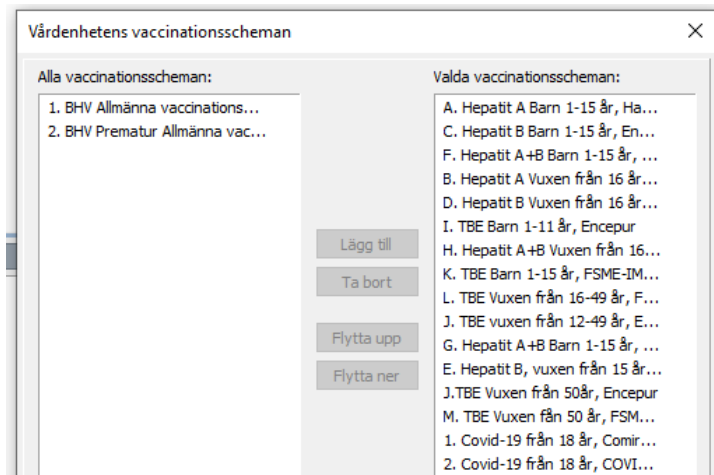 Vårdenhetens vaccinationsscheman
Alla vaccinationsscheman:
1. BHV Allmänna vaccinations...
2. BHV Prematur Allmänna vac...
Lägg till
Ta bort
Flytta upp
Flytta ner
Valda vaccinationsscheman:
A. Hepatit A Barn 1-15 år, Ha...
C. Hepatit B Barn 1-15 år, En...
F. Hepatit A+B Barn 1-15 år, ...
B. Hepatit A Vuxen från 16 år...
D. Hepatit B Vuxen från 16 år...
I. TBE Barn 1-11 år, Encepur
H. Hepatit A+B Vuxen från 16...
K. TBE Barn 1-15 år, FSME-IM...
L. TBE Vuxen från 16-49 år, F...
J. TBE vuxen från 12-49 år, E...
G. Hepatit A+B Barn 1-15 år, ...
E. Hepatit B, vuxen från 15 år...
J.TBE Vuxen från 50år, Encepur
M. TBE Vuxen fån 50 år, FSM...
1. Covid-19 från 18 år, Comir...
2. Covid-19 från 18 år, COVI...